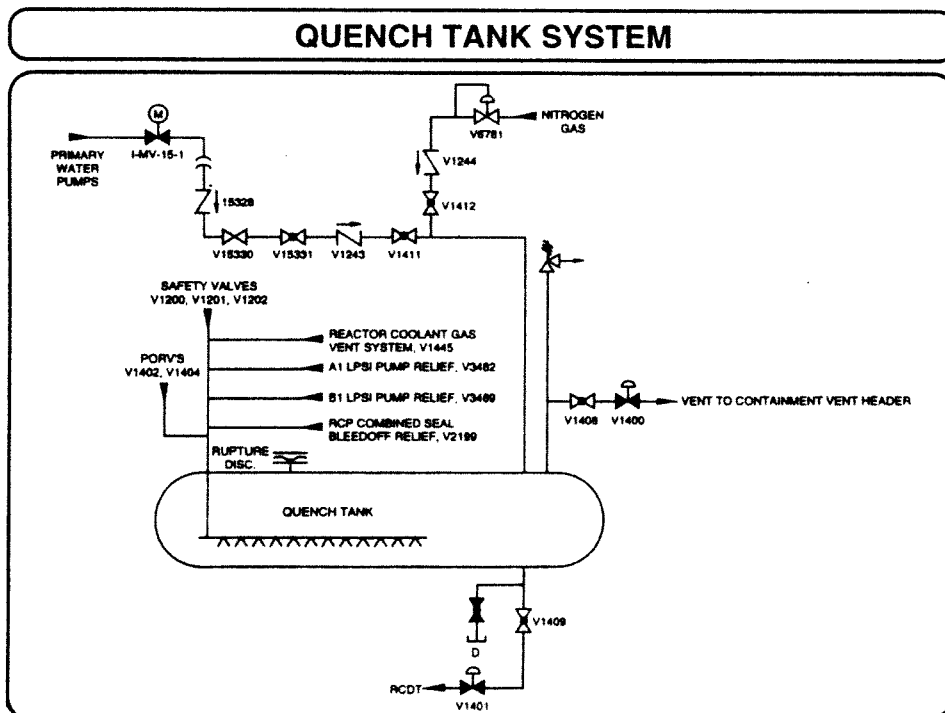 QUENCH TANK SYSTEM
M
NITROGEN
GAS
V6781
PRIMARY
WATER
PUMPS
I-MV-15-1
V1244
15328
V1412
V15330
V15331
V1243
V1411
SAFETY VALVES
V1200, V1201, V1202
REACTOR COOLANT GAS
VENT SYSTEM, V1445
PORV'S
V1402, V1404
A1 LPSI PUMP RELIEF, V3482
B1 LPSI PUMP RELIEF, V3469
VENT TO CONTAINMENT VENT HEADER
V1408
V1400
RCP COMBINED SEAL
BLEEDOFF RELIEF, V2199
RUPTURE
DISC.
QUENCH TANK
V1409
D
RCDT
V1401